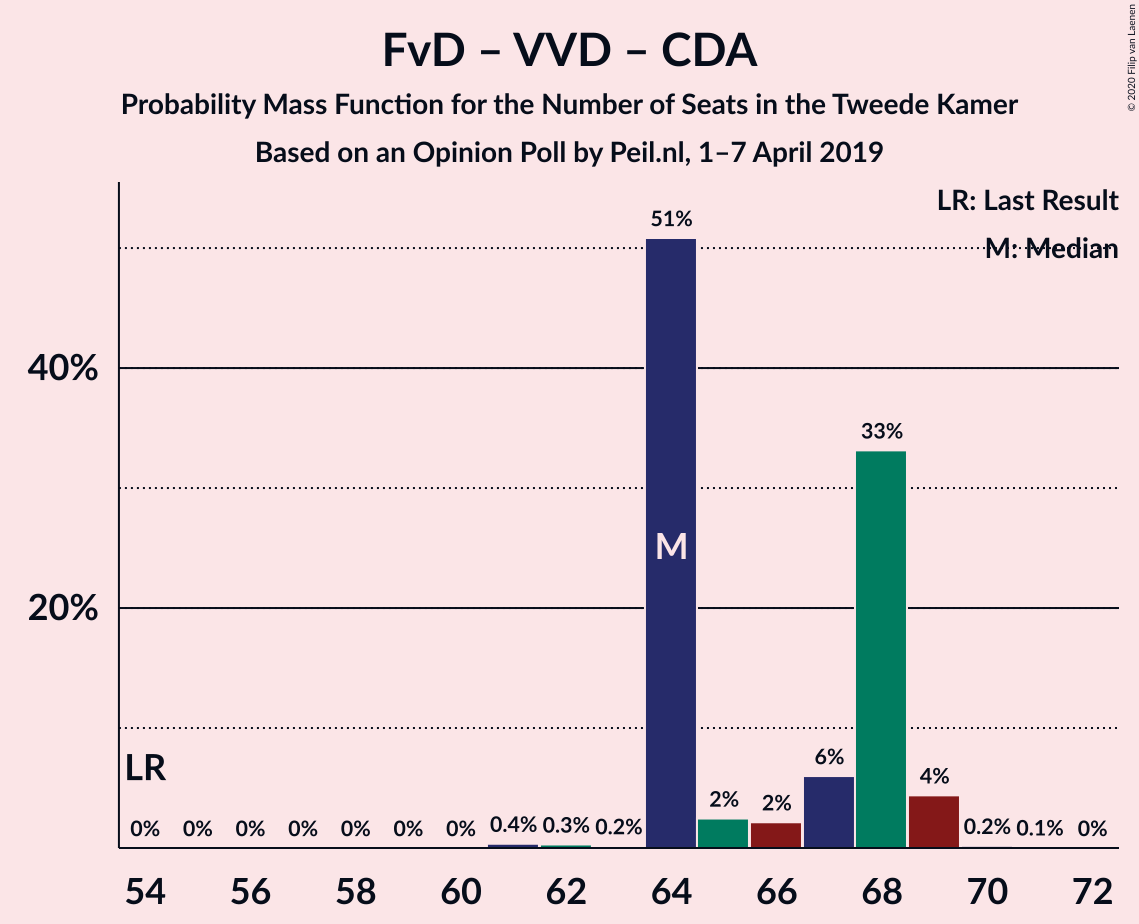 FvD – VVD – CDA
Probability Mass Function for the Number of Seats in the Tweede Kamer
Based on an Opinion Poll by Peil.nl, 1–7 April 2019
© 2020 Filip van Laenen
LR: Last Result
M: Median
51%
40%
33%
M
20%
LR
6%
4%
2%
2%
0% 0% 0% 0% 0% 0% 0% 0.4% 0.3% 0.2% 0.2% 0.1% 0%
54 56 58 60 62 64 66 68 70 72